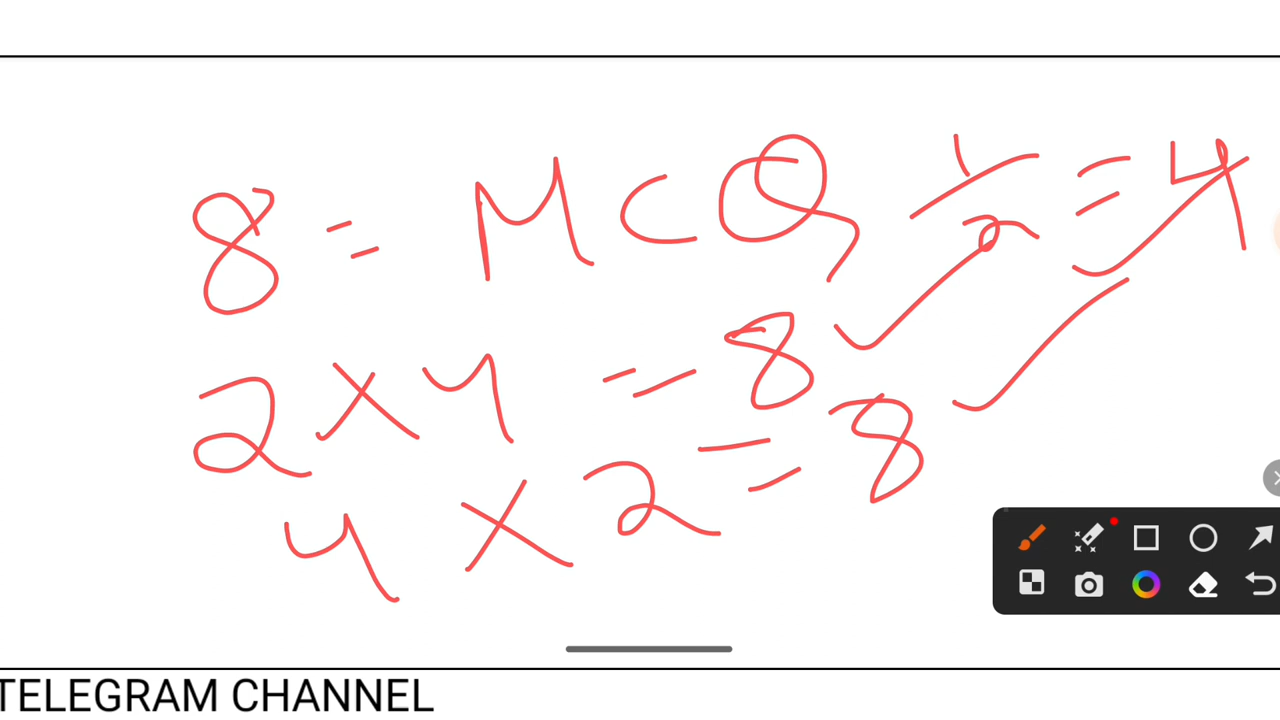 8 = MCQ 1/2 = 4
2 x 4 = 8
4 x 2 = 8
TELEGRAM CHANNEL